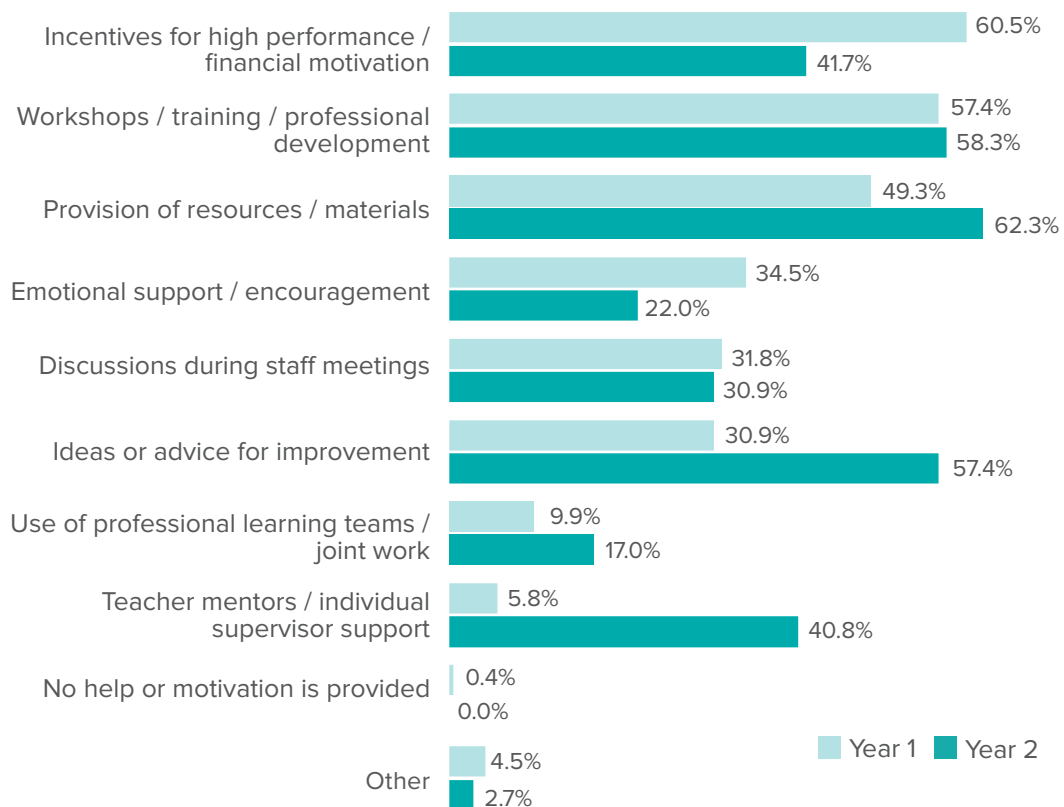 Incentives for high performance /
financial motivation
60.5%
41.7%
Workshops / training / professional
development
57.4%
58.3%
Provision of resources / materials
49.3%
62.3%
Emotional support / encouragement
34.5%
22.0%
Discussions during staff meetings
31.8%
30.9%
Ideas or advice for improvement
30.9%
57.4%
Use of professional learning teams /
joint work
9.9%
17.0%
Teacher mentors / individual
supervisor support
5.8%
40.8%
No help or motivation is provided
0.4%
0.0%
Other
4.5%
2.7%
Year 1 Year 2